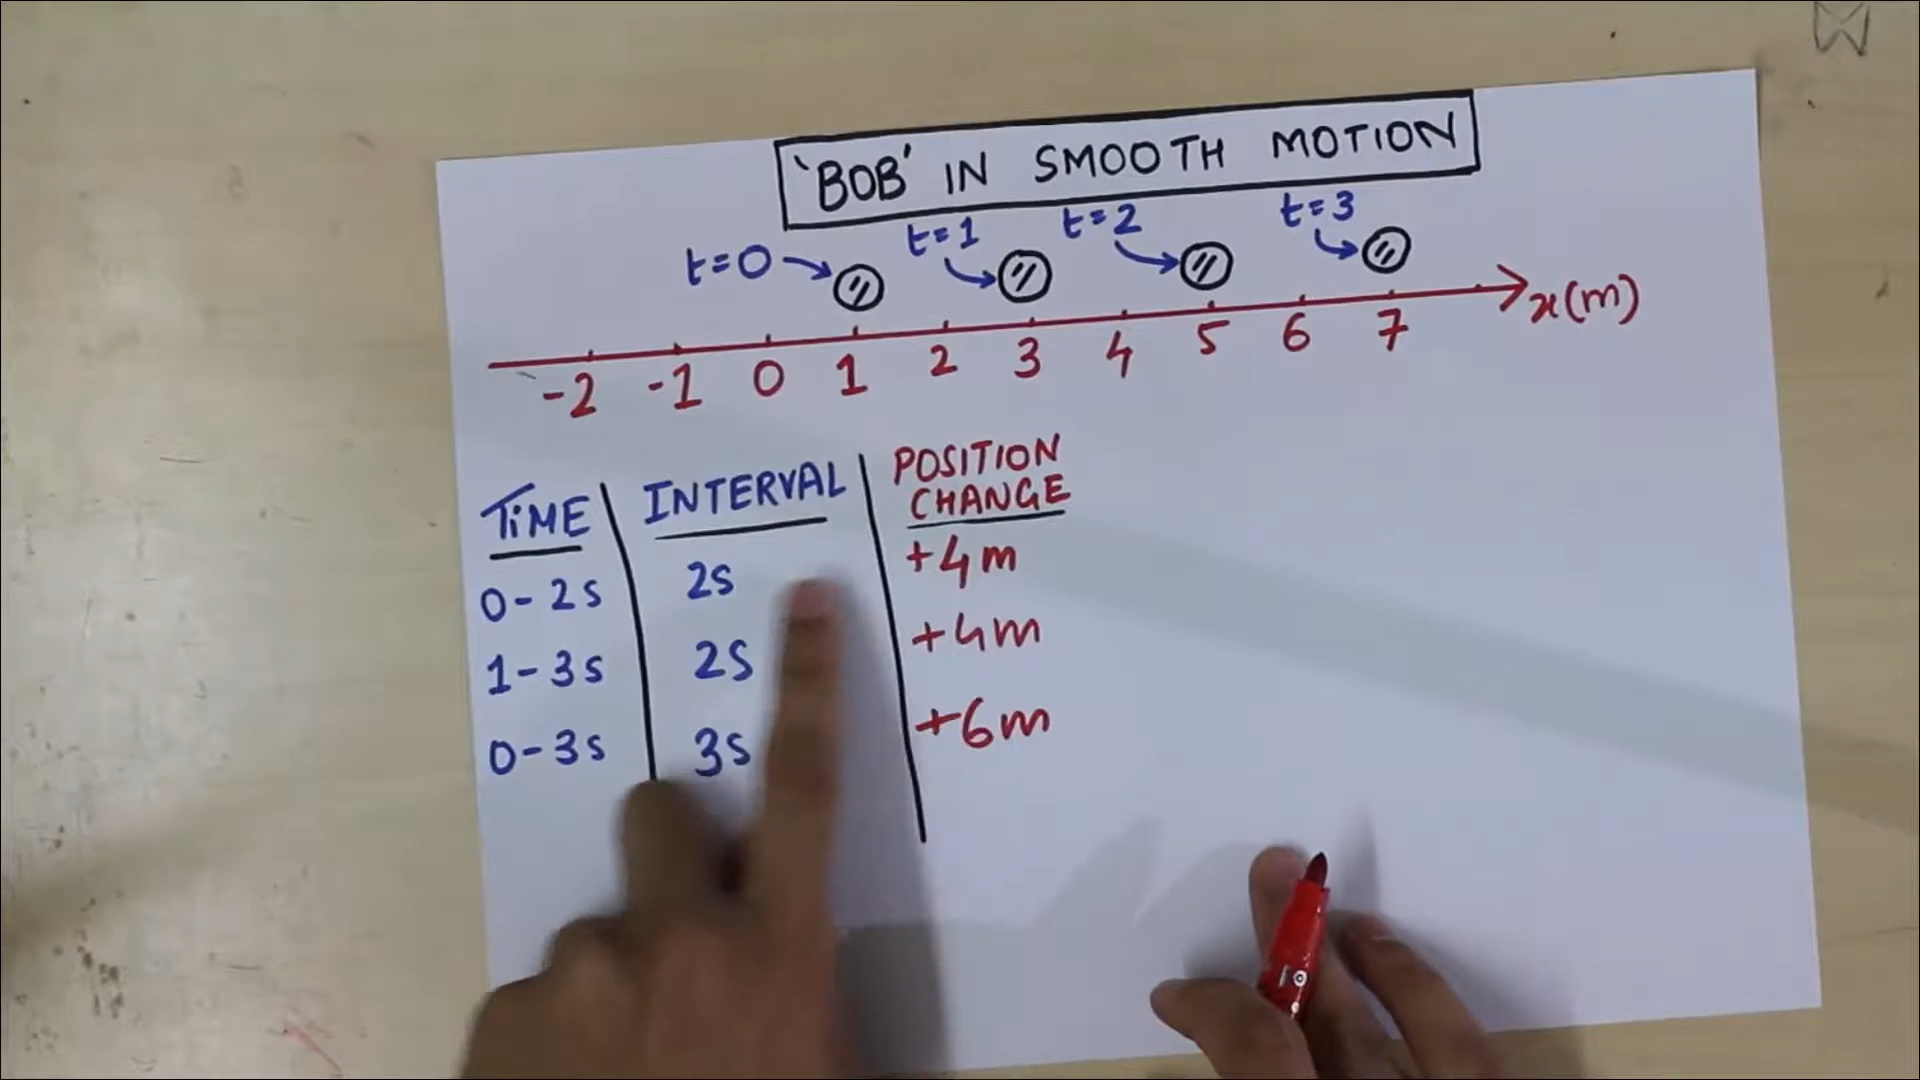 'BOB' IN SMOOTH MOTION
t=0 t=1 t=2 t=3
-2 -1 0 1 2 3 4 5 6 7 x(m)
TiME INTERVAL POSITION CHANGE
0-2s 2s +4m
1-3s 2s +4m
0-3s 3s +6m